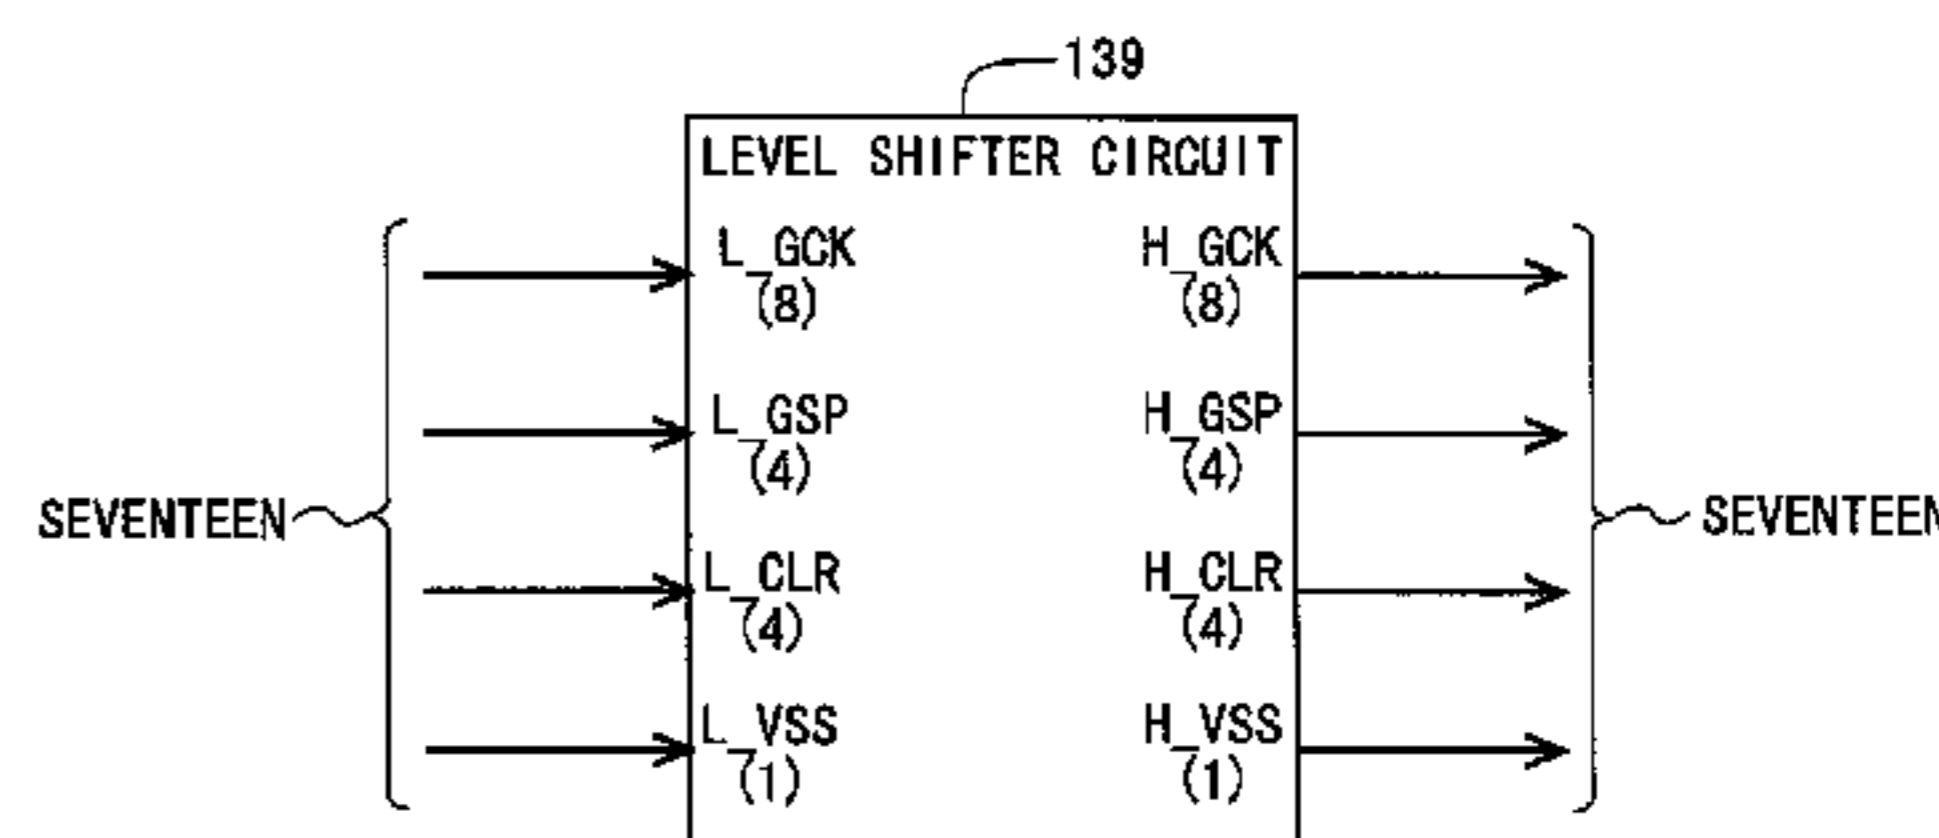 139
LEVEL SHIFTER CIRCUIT
L_GCK
(8)
H_GCK
(8)
L_GSP
(4)
H_GSP
(4)
SEVENTEEN
SEVENTEEN
L_CLR
(4)
H_CLR
(4)
L_VSS
(1)
H_VSS
(1)